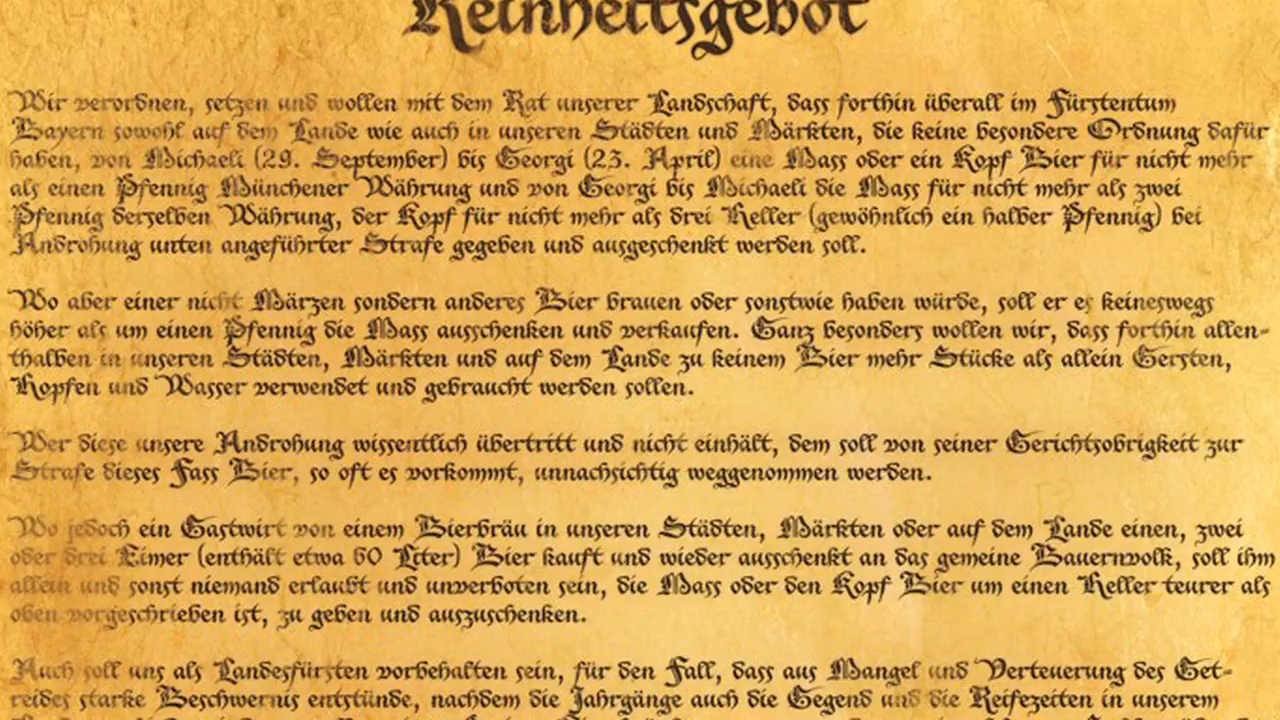 Reinheitsgebot
Wir verordnen, setzen und wollen mit dem Rat unserer Landschaft, dass forthin überall im Fürstentum
Bayern sowohl auf dem Lande wie auch in unseren Städten und Märkten, die keine besondere Ordnung dafür
haben, von Michaeli (29. September) bis Georgi (23. April) eine Mass oder ein Kopf Bier für nicht mehr
als einen Pfennig Münchener Währung und von Georgi bis Michaeli die Mass für nicht mehr als zwei
Pfennig derselben Währung, der Kopf für nicht mehr als drei Heller (gewöhnlich ein halber Pfennig) bei
Androhung unten angeführter Strafe gegeben und ausgeschenkt werden soll.
Wo aber einer nicht Märzen sondern anderes Bier brauen oder sonstwie haben würde, soll er es keineswegs
höher als um einen Pfennig die Mass ausschenken und verkaufen. Ganz besonders wollen wir, dass forthin allen-
thalben in unseren Städten, Märkten und auf dem Lande zu keinem Bier mehr Stücke als allein Gersten,
Hopfen und Wasser verwendet und gebraucht werden sollen.
Wer diese unsere Androhung wissentlich übertritt und nicht einhält, dem soll von seiner Gerichtsobrigkeit zur
Strafe dieses Fass Bier, so oft es vorkommt, unnachsichtig weggenommen werden.
Wo jedoch ein Gastwirt von einem Bierbräu in unseren Städten, Märkten oder auf dem Lande einen, zwei
oder drei Eimer (enthält etwa 60 Liter) Bier kauft und wieder ausschenkt an das gemeine Bauernvolk, soll ihm
allein und sonst niemand erlaubt und unverboten sein, die Mass oder den Kopf Bier um einen Heller teurer als
oben vorgeschrieben ist, zu geben und auszuschenken.
Auch soll uns als Landesfürsten vorbehalten sein, für den Fall, dass aus Mangel und Verteuerung des Get-
reides starke Beschwernis entstünde, nachdem die Jahrgänge auch die Gegend und die Reifezeiten in unserem